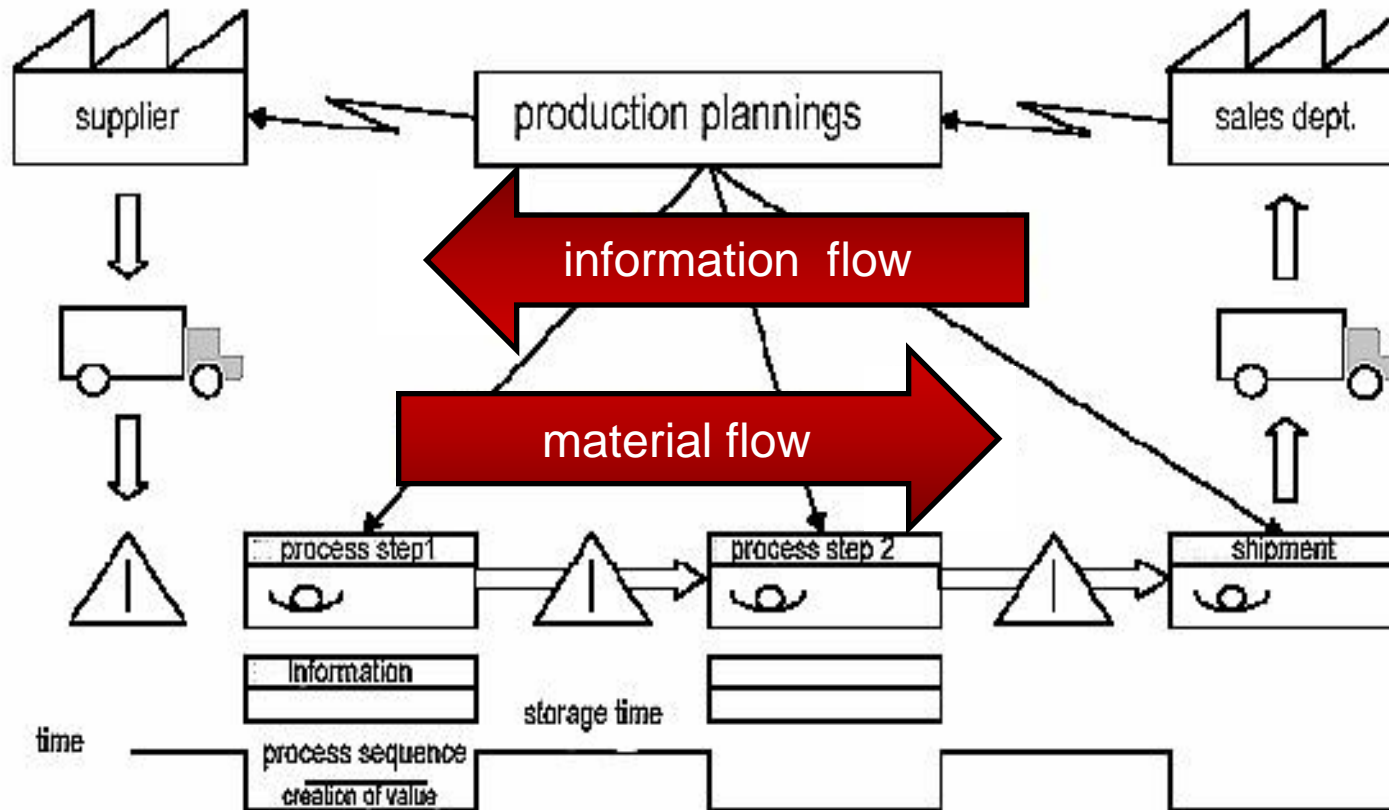 supplier
production plannings
sales dept.
information flow
material flow
process step1
process step 2
shipment
Information
storage time
time
process sequence
creation of value